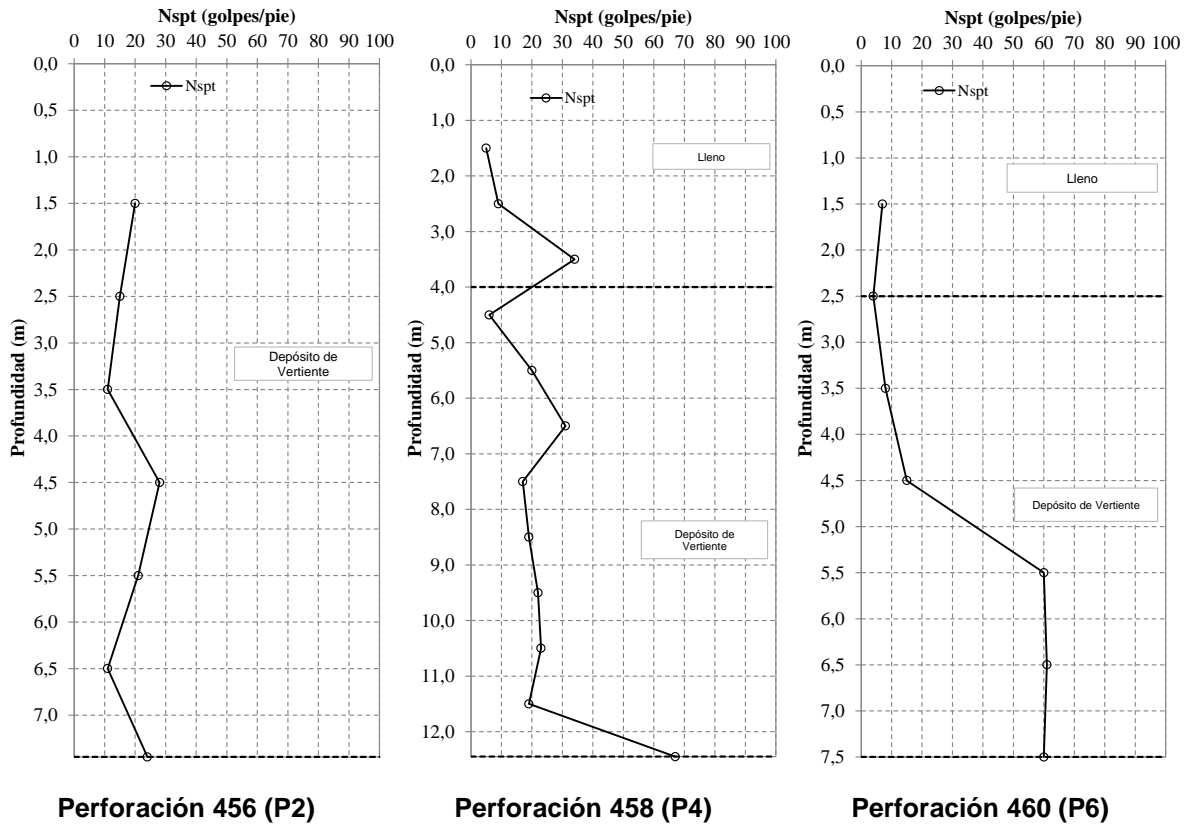 Nspt (golpes/pie)
0 10 20 30 40 50 60 70 80 90 100
0,0
0,5
1,0
1,5
2,0
2,5
3,0
3,5
4,0
4,5
5,0
5,5
6,0
6,5
7,0
Profundidad (m)
Nspt
Depósito de
Vertiente
Perforación 456 (P2)
Nspt (golpes/pie)
0 10 20 30 40 50 60 70 80 90 100
0,0
1,0
2,0
3,0
4,0
5,0
6,0
7,0
8,0
9,0
10,0
11,0
12,0
Profundidad (m)
Nspt
Lleno
Depósito de
Vertiente
Perforación 458 (P4)
Nspt (golpes/pie)
0 10 20 30 40 50 60 70 80 90 100
0,0
0,5
1,0
1,5
2,0
2,5
3,0
3,5
4,0
4,5
5,0
5,5
6,0
6,5
7,0
7,5
Profundidad (m)
Nspt
Lleno
Depósito de Vertiente
Perforación 460 (P6)